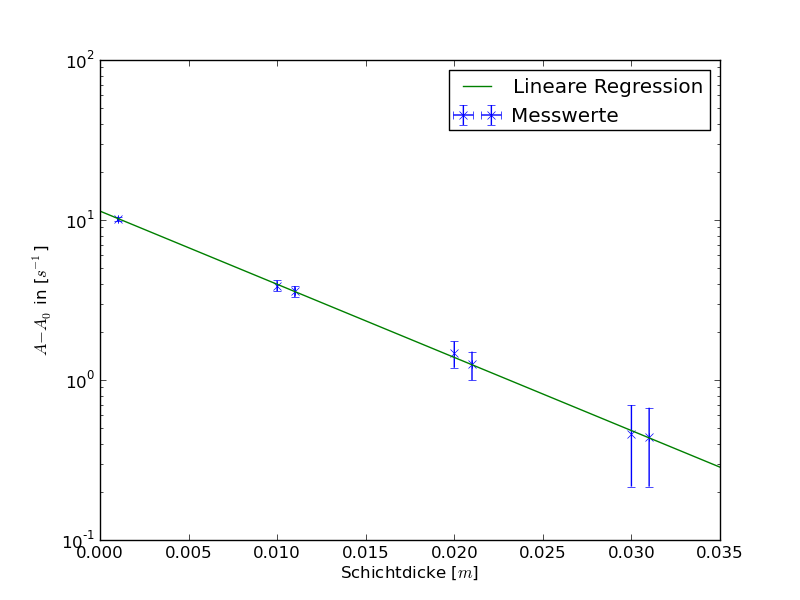 10^2
Lineare Regression
Messwerte
10^1
A−A_0 in [s^{−1}]
10^0
10^{-1}
0.000 0.005 0.010 0.015 0.020 0.025 0.030 0.035
Schichtdicke [m]